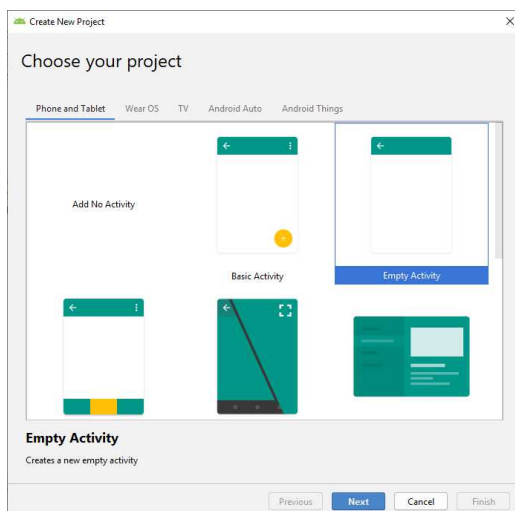 Create New Project
Choose your project
Phone and Tablet Wear OS TV Android Auto Android Things
Add No Activity
Basic Activity
Empty Activity
Empty Activity
Creates a new empty activity
Previous Next Cancel Finish